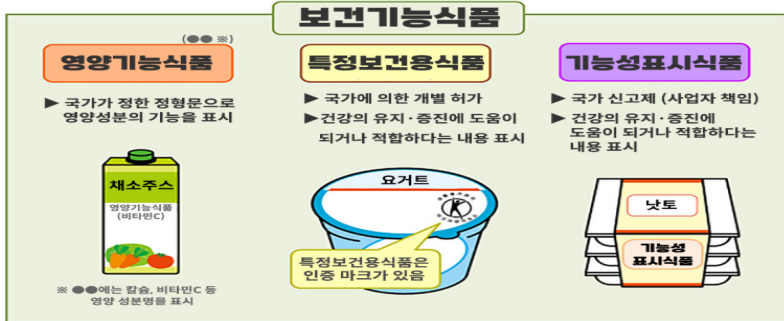 보건기능식품
(●● ※)
영양기능식품
▶ 국가가 정한 정형문으로
영양성분의 기능을 표시
채소주스
영양기능식품
(비타민C)
※ ●●에는 칼슘, 비타민C 등
영양 성분명을 표시
특정보건용식품
▶ 국가에 의한 개별 허가
▶건강의 유지·증진에 도움이
되거나 적합하다는 내용 표시
요거트
특정보건용식품은
인증 마크가 있음
기능성표시식품
▶ 국가 신고제 (사업자 책임)
▶ 건강의 유지·증진에
도움이 되거나 적합하다는
내용 표시
낫토
기능성
표시식품